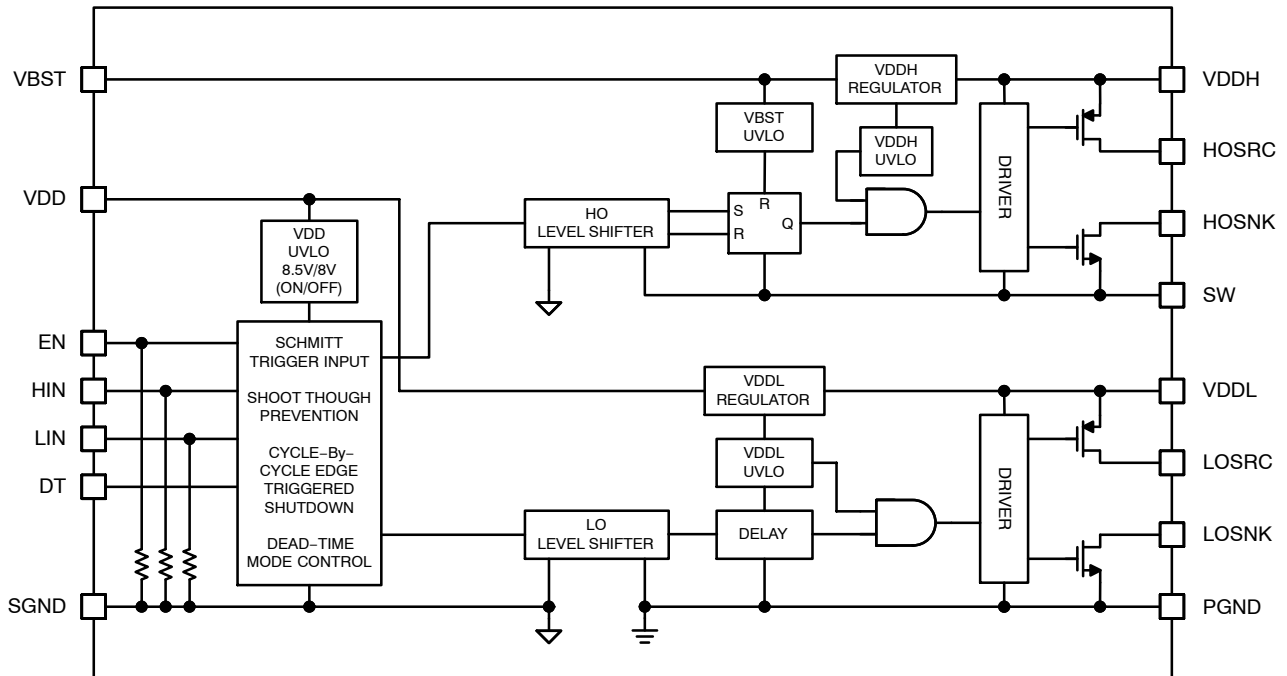 VBST
VDD
EN
HIN
LIN
DT
SGND
VDD
UVLO
8.5V/8V
(ON/OFF)
SCHMITT
TRIGGER INPUT
SHOOT THOUGH
PREVENTION
CYCLE−By−
CYCLE EDGE
TRIGGERED
SHUTDOWN
DEAD−TIME
MODE CONTROL
HO
LEVEL SHIFTER
VBST
UVLO
S
R
R
Q
VDDH
REGULATOR
VDDH
UVLO
DRIVER
VDDH
HOSRC
HOSNK
SW
LO
LEVEL SHIFTER
VDDL
REGULATOR
VDDL
UVLO
DELAY
DRIVER
VDDL
LOSRC
LOSNK
PGND